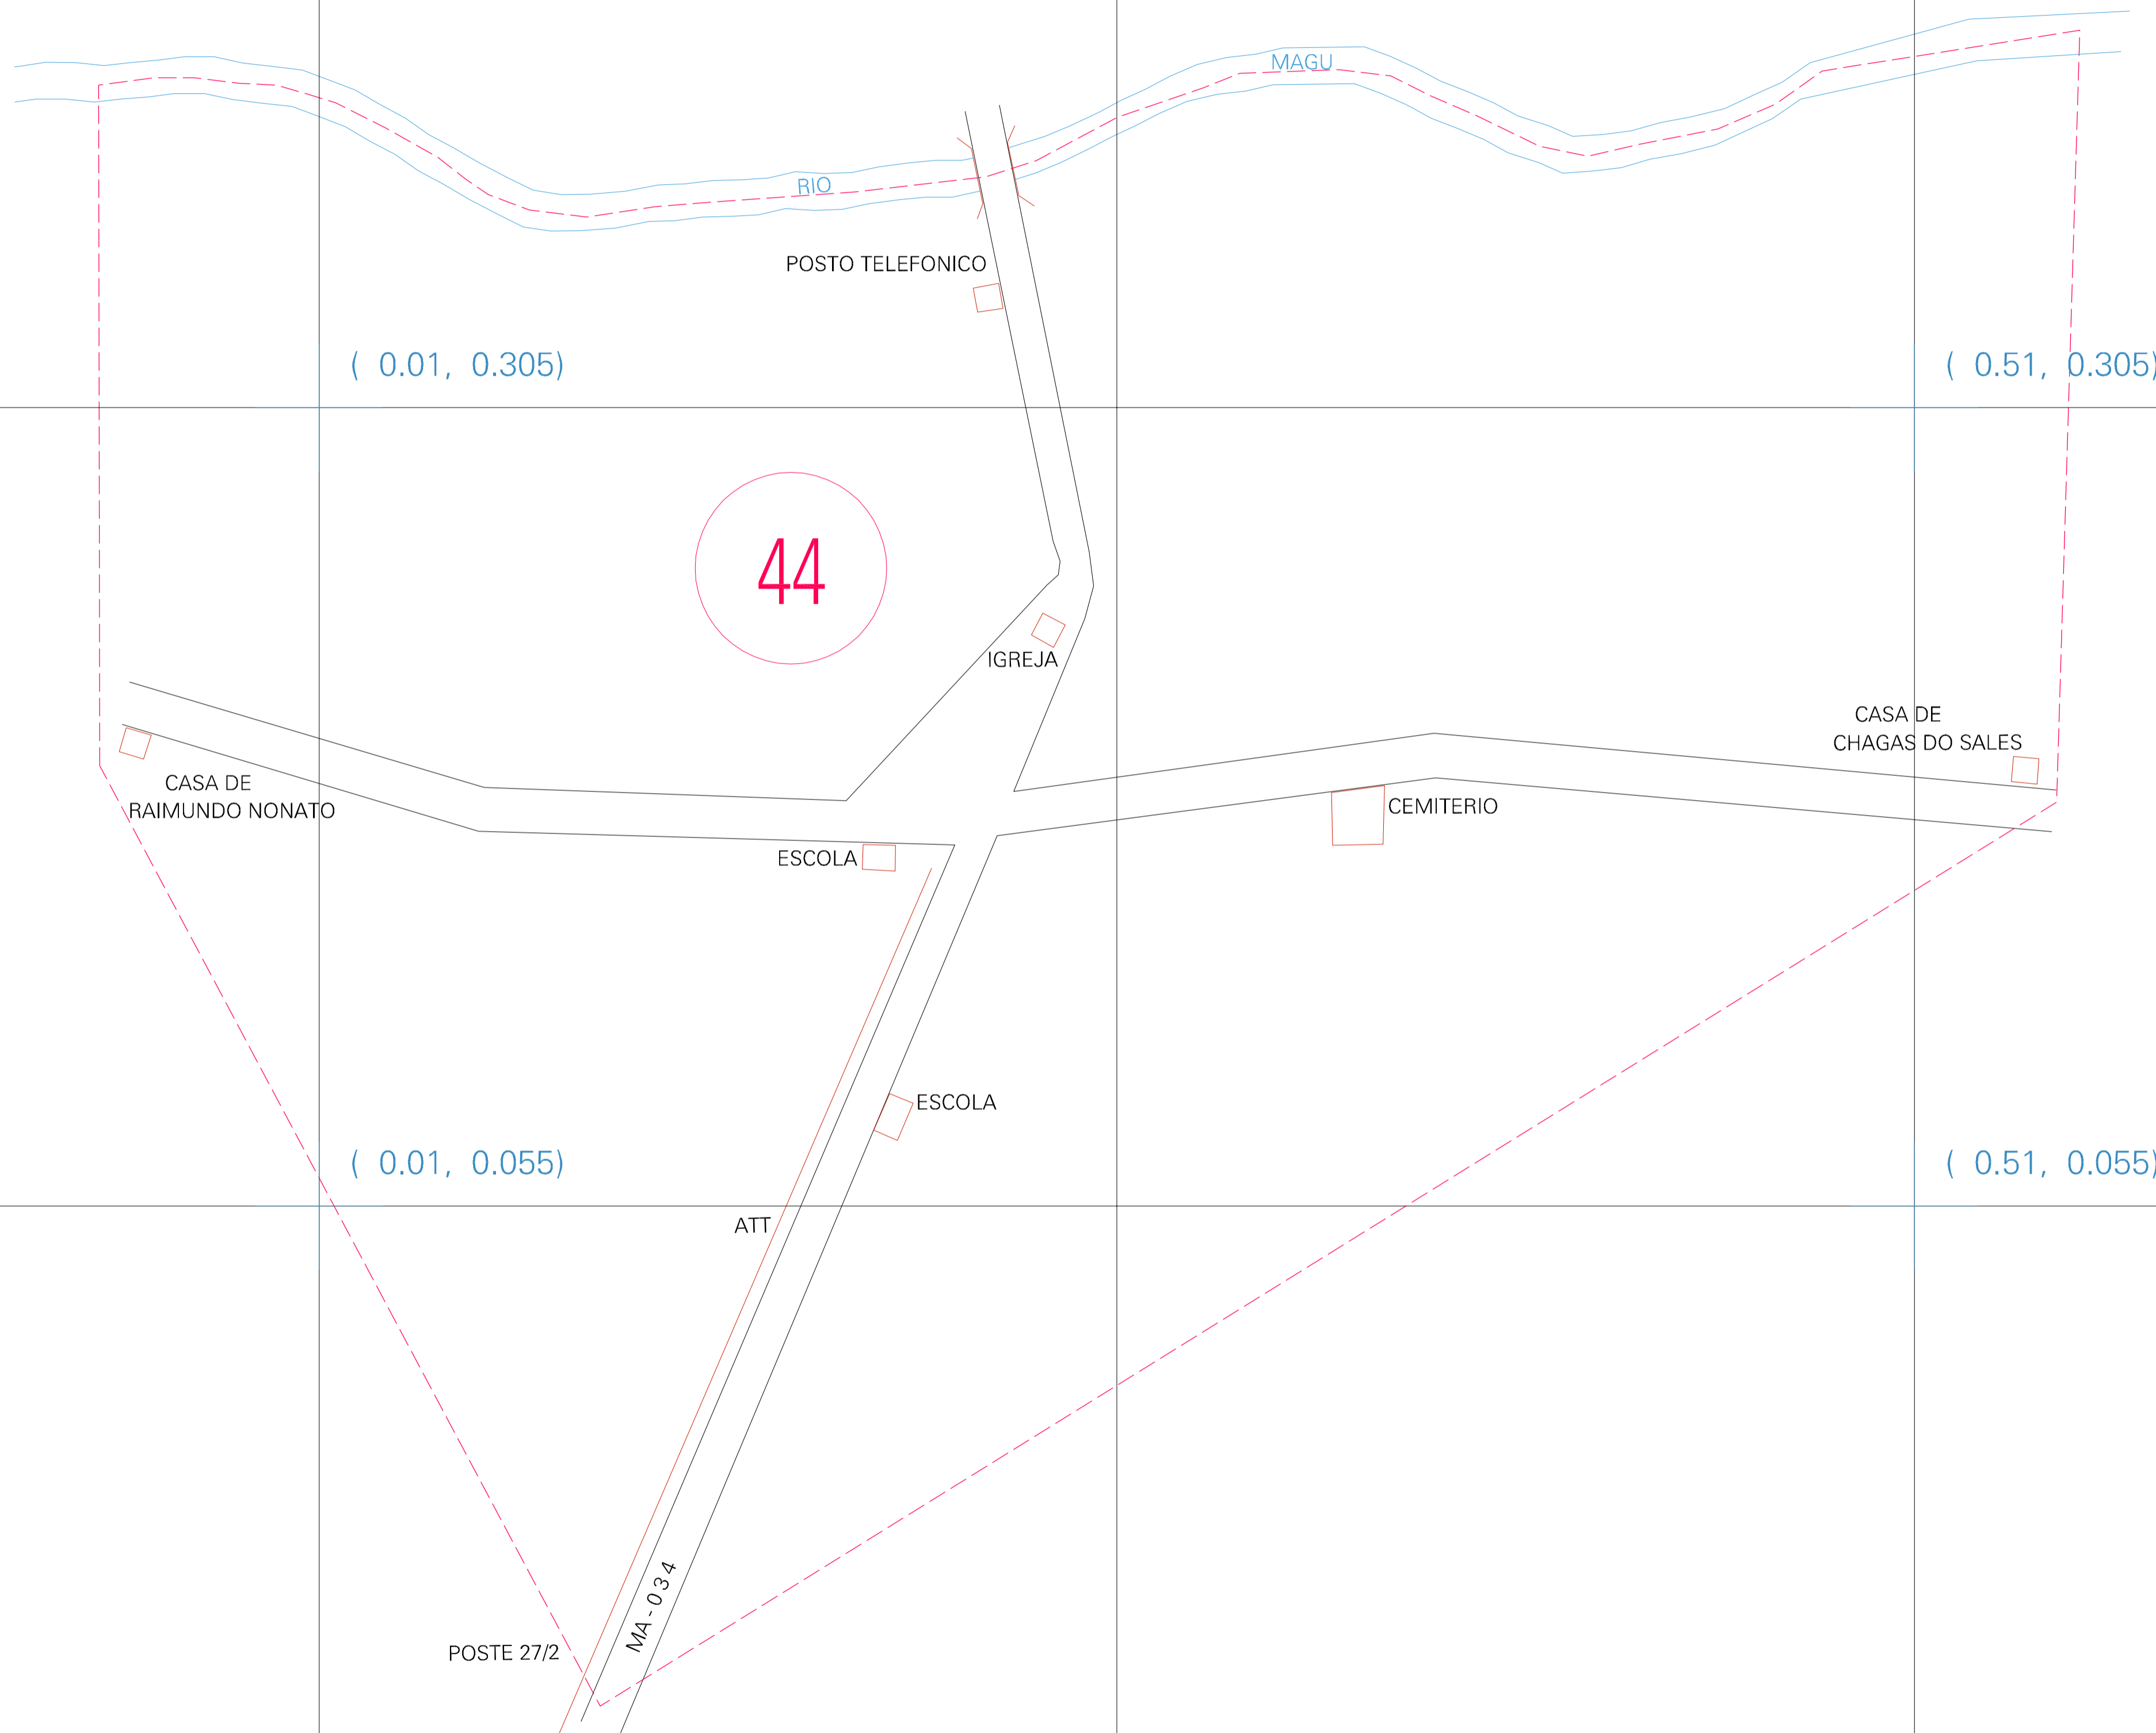 MAGU
RIO
POSTO TELEFONICO
( 0.01, 0.305)
( 0.51, 0.305)
44
IGREJA
CASA DE
CHAGAS DO SALES
CASA DE
RAIMUNDO NONATO
CEMITERIO
ESCOLA
ESCOLA
( 0.01, 0.055)
( 0.51, 0.055)
ATT
MA-034
POSTE 27/2